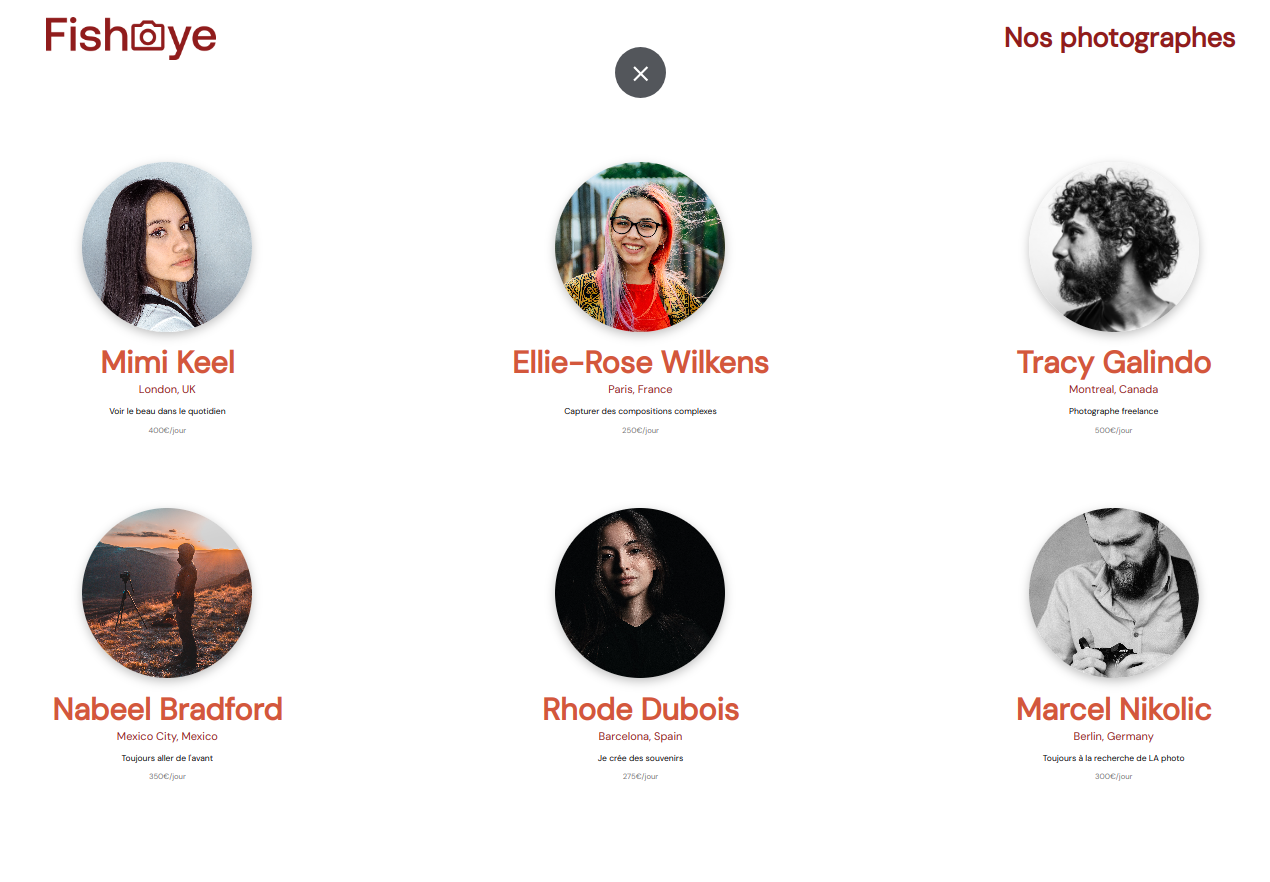 Fisheye
Nos photographes
Mimi Keel
London, UK
Voir le beau dans le quotidien
400€/jour
Ellie-Rose Wilkens
Paris, France
Capturer des compositions complexes
250€/jour
Tracy Galindo
Montreal, Canada
Photographe freelance
500€/jour
Nabeel Bradford
Mexico City, Mexico
Toujours aller de l'avant
350€/jour
Rhode Dubois
Barcelona, Spain
Je crée des souvenirs
275€/jour
Marcel Nikolic
Berlin, Germany
Toujours à la recherche de LA photo
300€/jour